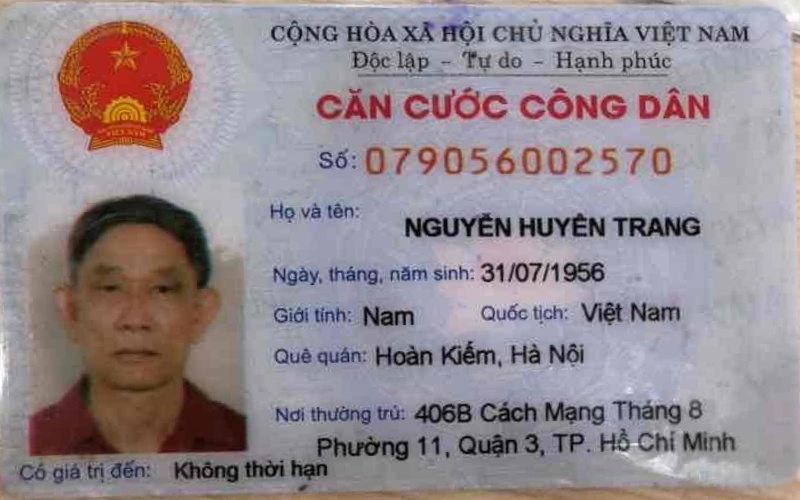 CỘNG HÒA XÃ HỘI CHỦ NGHĨA VIỆT NAM
Độc lập - Tự do - Hạnh phúc
CĂN CƯỚC CÔNG DÂN
Số: 079056002570
Họ và tên: NGUYỄN HUYÊN TRANG
Ngày, tháng, năm sinh: 31/07/1956
Giới tính: Nam Quốc tịch: Việt Nam
Quê quán: Hoàn Kiếm, Hà Nội
Nơi thường trú: 406B Cách Mạng Tháng 8
Phường 11, Quận 3, TP. Hồ Chí Minh
Có giá trị đến: Không thời hạn